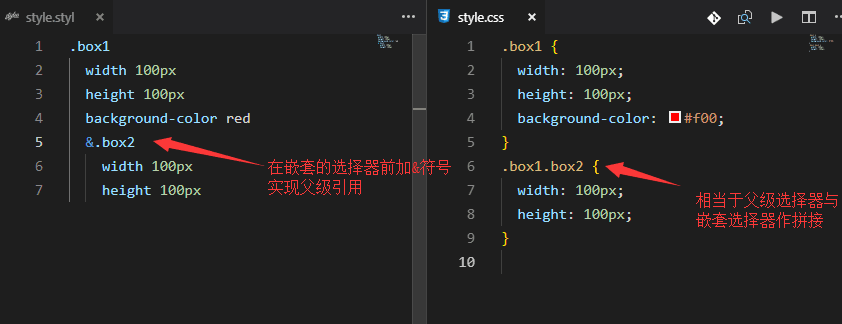 style.styl
1 .box1
2 width 100px
3 height 100px
4 background-color red
5 &.box2
6 width 100px
7 height 100px
在嵌套的选择器前加&符号
实现父级引用
style.css
1 .box1 {
2 width: 100px;
3 height: 100px;
4 background-color: #f00;
5 }
6 .box1.box2 {
7 width: 100px;
8 height: 100px;
9 }
10
相当于父级选择器与
嵌套选择器作拼接